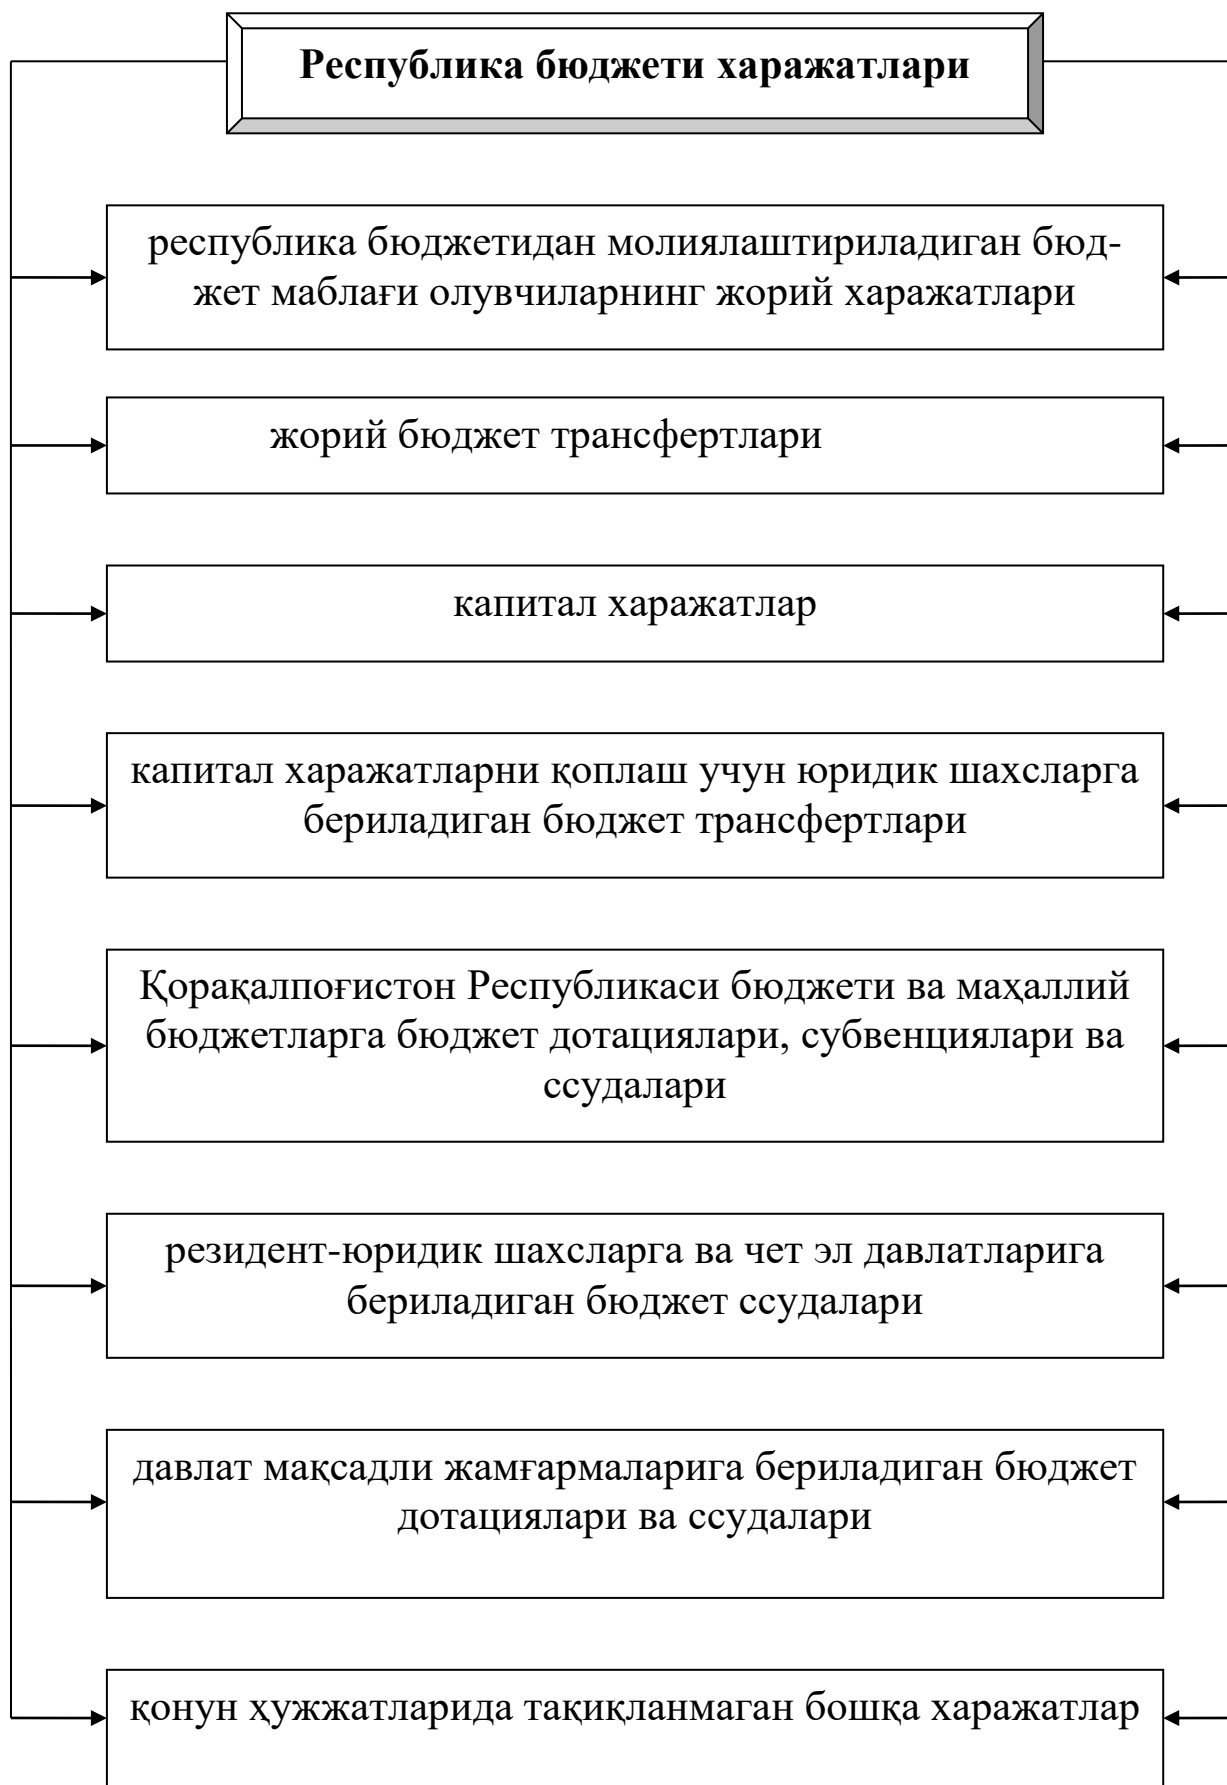 Республика бюджети харажатлари
республика бюджетидан молиялаштириладиган бюд-
жет маблағи олувчиларнинг жорий харажатлари
жорий бюджет трансфертлари
капитал харажатлар
капитал харажатларни қоплаш учун юридик шахсларга
бериладиган бюджет трансфертлари
Қорақалпоғистон Республикаси бюджети ва маҳаллий
бюджетларга бюджет дотациялари, субвенциялари ва
ссудалари
резидент-юридик шахсларга ва чет эл давлатларига
бериладиган бюджет ссудалари
давлат мақсадли жамғармаларига бериладиган бюджет
дотациялари ва ссудалари
қонун ҳужжатларида тақиқланмаган бошқа харажатлар